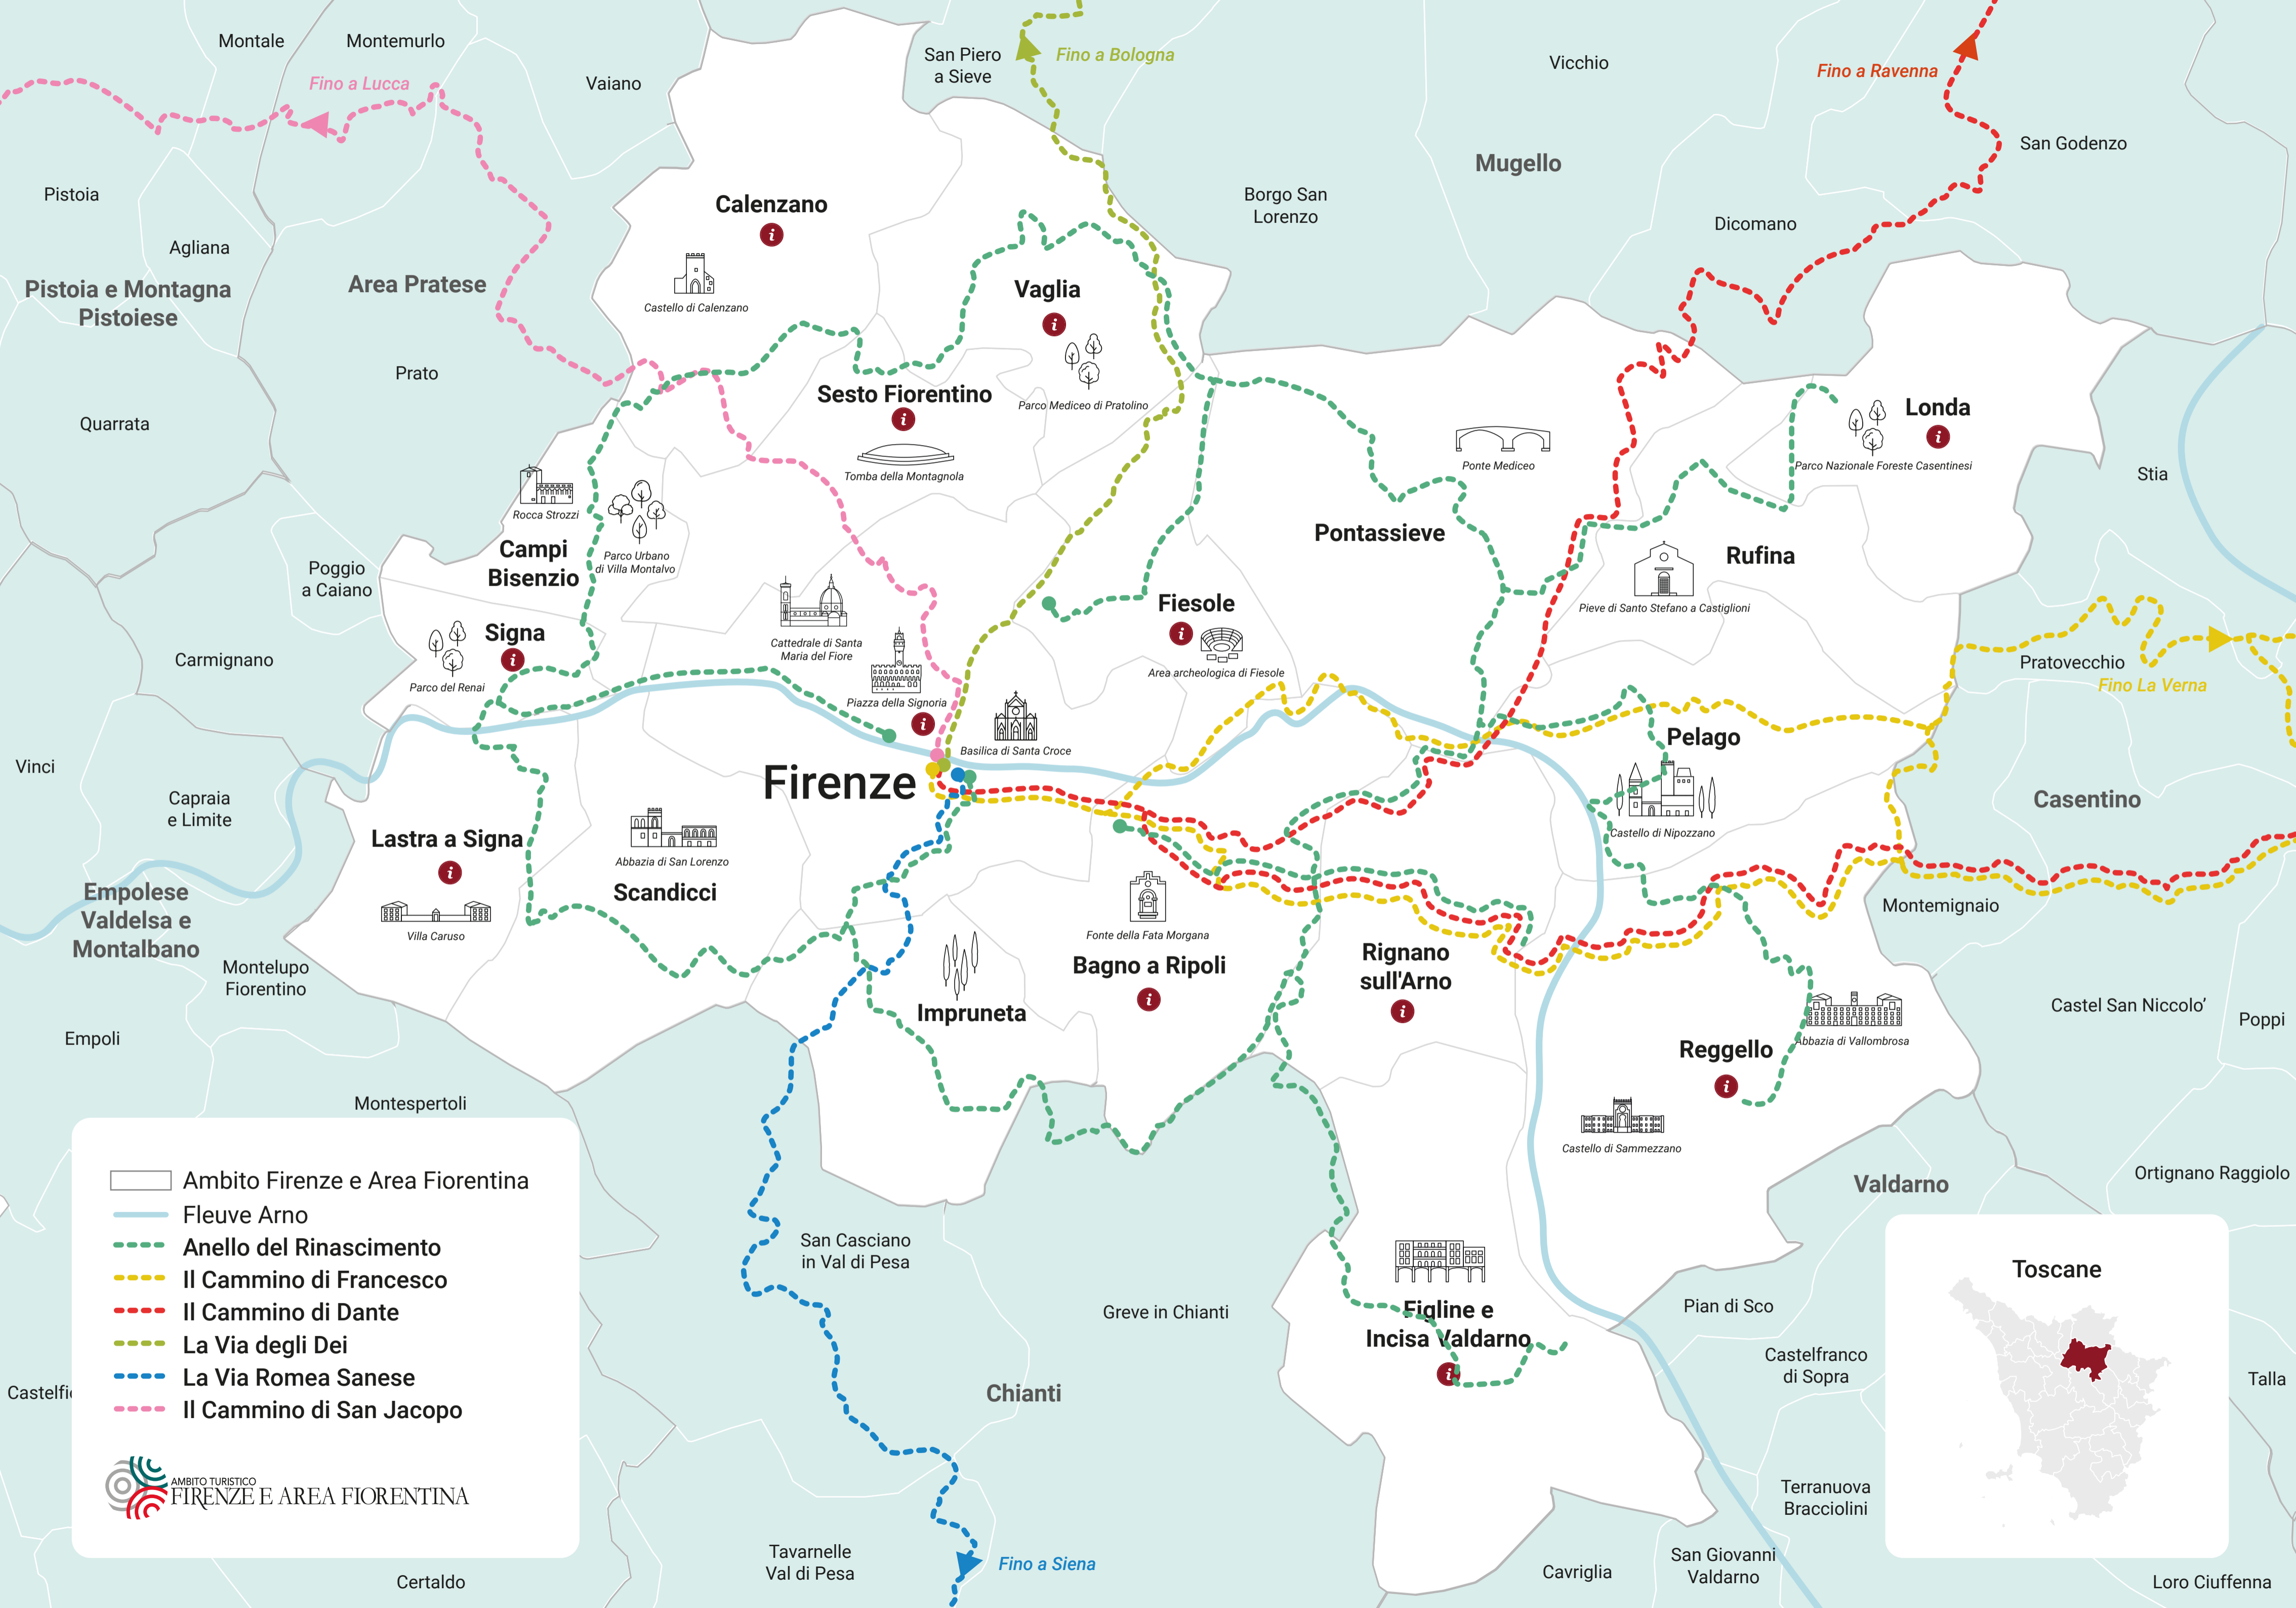 Montale
Montemurlo
Fino a Lucca
Vaiano
San Piero
a Sieve
Fino a Bologna
Vicchio
Fino a Ravenna
San Godenzo
Mugello
Pistoia
Agliana
Calenzano
Castello di Calenzano
Borgo San
Lorenzo
Dicomano
Pistoia e Montagna
Pistoiese
Area Pratese
Vaglia
Parco Mediceo di Pratolino
Prato
Quarrata
Sesto Fiorentino
Tomba della Montagnola
Ponte Mediceo
Londa
Parco Nazionale Foreste Casentinesi
Stia
Rocca Strozzi
Campi
Bisenzio
Parco Urbano
di Villa Montalvo
Pontassieve
Rufina
Pieve di Santo Stefano a Castiglioni
Poggio
a Caiano
Signa
Parco del Renai
Cattedrale di Santa
Maria del Fiore
Piazza della Signoria
Fiesole
Area archeologica di Fiesole
Carmignano
Pratovecchio
Fino La Verna
Basilica di Santa Croce
Pelago
Castello di Nipozzano
Firenze
Vinci
Capraia
e Limite
Casentino
Lastra a Signa
Villa Caruso
Abbazia di San Lorenzo
Scandicci
Empolese
Valdelsa e
Montalbano
Fonte della Fata Morgana
Bagno a Ripoli
Rignano
sull'Arno
Montemignaio
Montelupo
Fiorentino
Impruneta
Castel San Niccolo’
Poppi
Empoli
Reggello
Abbazia di Vallombrosa
Castello di Sammezzano
Montespertoli
Valdarno
Ortignano Raggiolo
Ambito Firenze e Area Fiorentina
Fleuve Arno
Anello del Rinascimento
Il Cammino di Francesco
Il Cammino di Dante
La Via degli Dei
La Via Romea Sanese
Il Cammino di San Jacopo
AMBITO TURISTICO
FIRENZE E AREA FIORENTINA
San Casciano
in Val di Pesa
Greve in Chianti
Figline e
Incisa Valdarno
Pian di Sco
Castelfranco
di Sopra
Toscane
Talla
Castelfi
Chianti
Terranuova
Bracciolini
Tavarnelle
Val di Pesa
Fino a Siena
Certaldo
Cavriglia
San Giovanni
Valdarno
Loro Ciuffenna